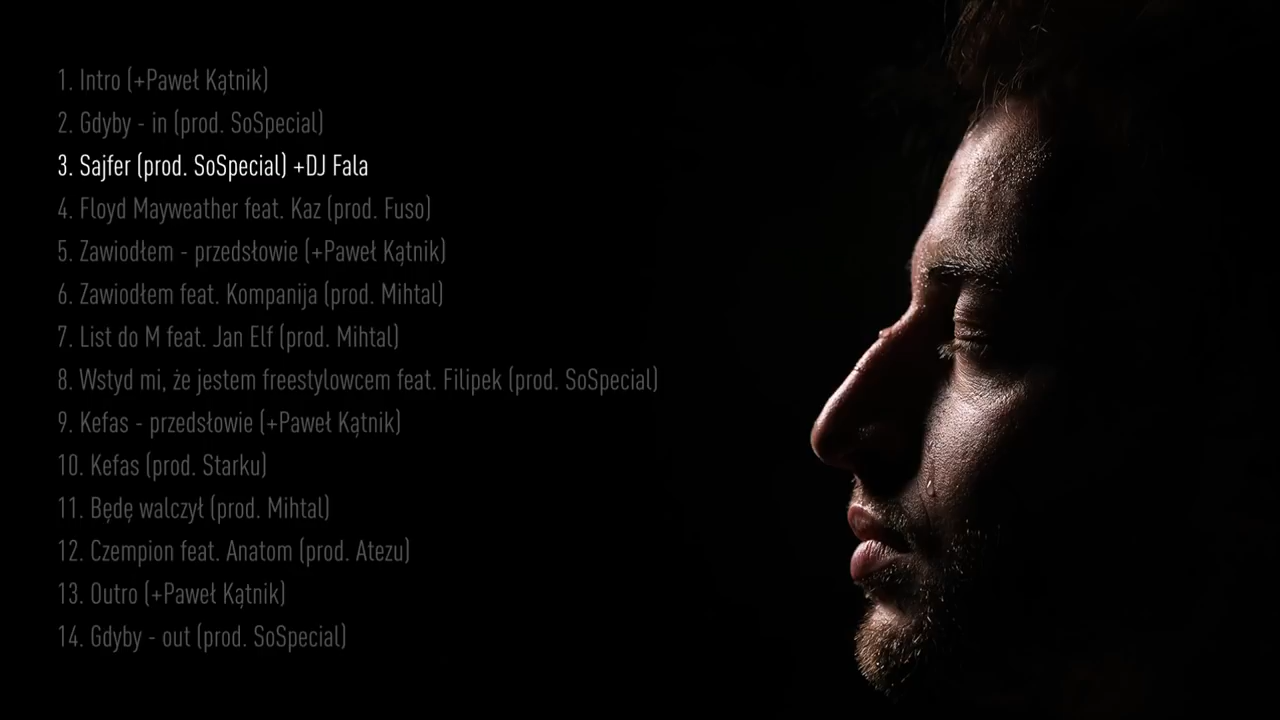 1. Intro (+Paweł Kątnik)
2. Gdyby - in (prod. SoSpecial)
3. Sajfer (prod. SoSpecial) +DJ Fala
4. Floyd Mayweather feat. Kaz (prod. Fuso)
5. Zawiodłem - przedsłowie (+Paweł Kątnik)
6. Zawiodłem feat. Kompanija (prod. Mihtal)
7. List do M feat. Jan Elf (prod. Mihtal)
8. Wstyd mi, że jestem freestylowcem feat. Filipek (prod. SoSpecial)
9. Kefas - przedsłowie (+Paweł Kątnik)
10. Kefas (prod. Starku)
11. Będę walczył (prod. Mihtal)
12. Czempion feat. Anatom (prod. Atezu)
13. Outro (+Paweł Kątnik)
14. Gdyby - out (prod. SoSpecial)